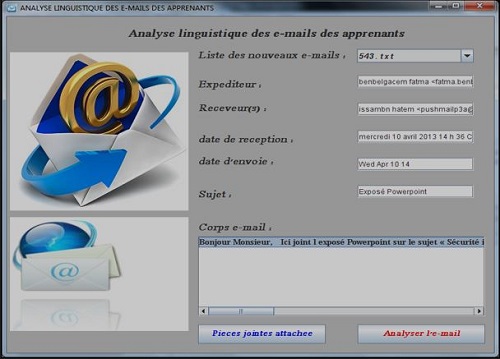 ANALYSE LINGUISTIQUE DES E-MAILS DES APPRENANTS
Analyse linguistique des e-mails des apprenants
Liste des nouveaux e-mails : 543.txt
Expediteur : benbelgacem fatma <fatma.benl
Receveur(s) : issambn hatem <pushmailp3a@
date de reception : mercredi 10 avril 2013 14 h 36 C
date d'envoie : Wed Apr 10 14
Sujet : Exposé Powerpoint
Corps e-mail :
Bonjour Monsieur, Ici joint l exposé Powerpoint sur le sujet « Sécurité i
Pieces jointes attachee Analyser l'e-mail